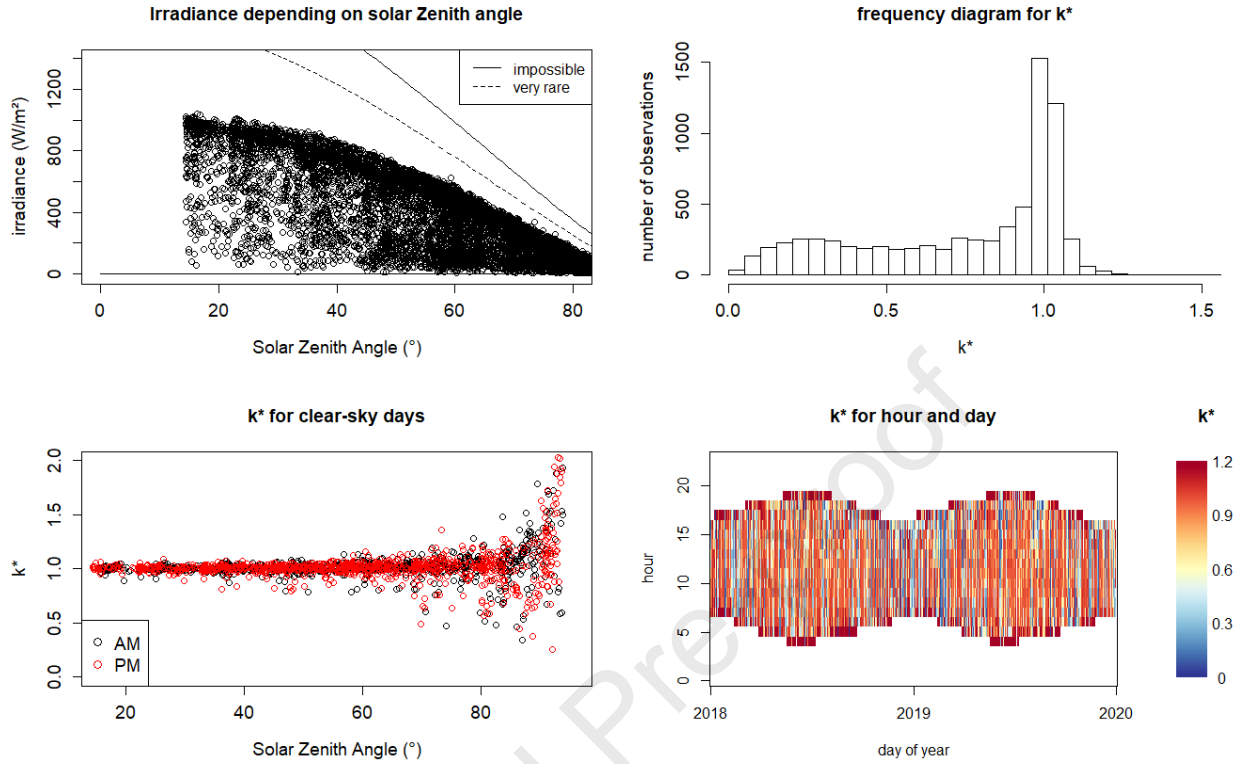 Irradiance depending on solar Zenith angle
irradiance (W/m²)
0 400 800 1200
impossible
very rare
0 20 40 60 80
Solar Zenith Angle (°)
frequency diagram for k*
number of observations
0 500 1000 1500
0.0 0.5 1.0 1.5
k*
k* for clear-sky days
k*
0.0 0.5 1.0 1.5 2.0
AM
PM
20 40 60 80
Solar Zenith Angle (°)
k* for hour and day
hour
0 5 10 15 20
2018 2019 2020
day of year
k*
1.2
0.9
0.6
0.3
0
Pre-proof